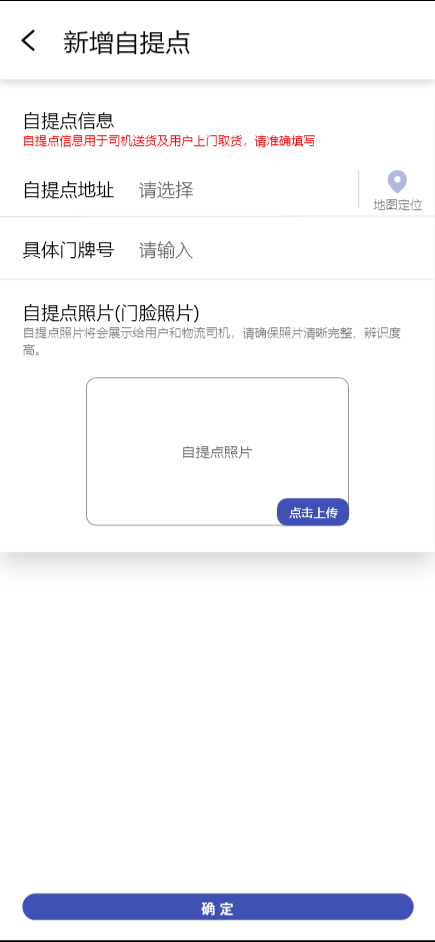 新增自提点
自提点信息
自提点信息用于司机送货及用户上门取货，请准确填写
自提点地址 请选择
地图定位
具体门牌号 请输入
自提点照片(门脸照片)
自提点照片将会展示给用户和物流司机，请确保照片清晰完整、辨识度
高。
自提点照片
点击上传
确 定